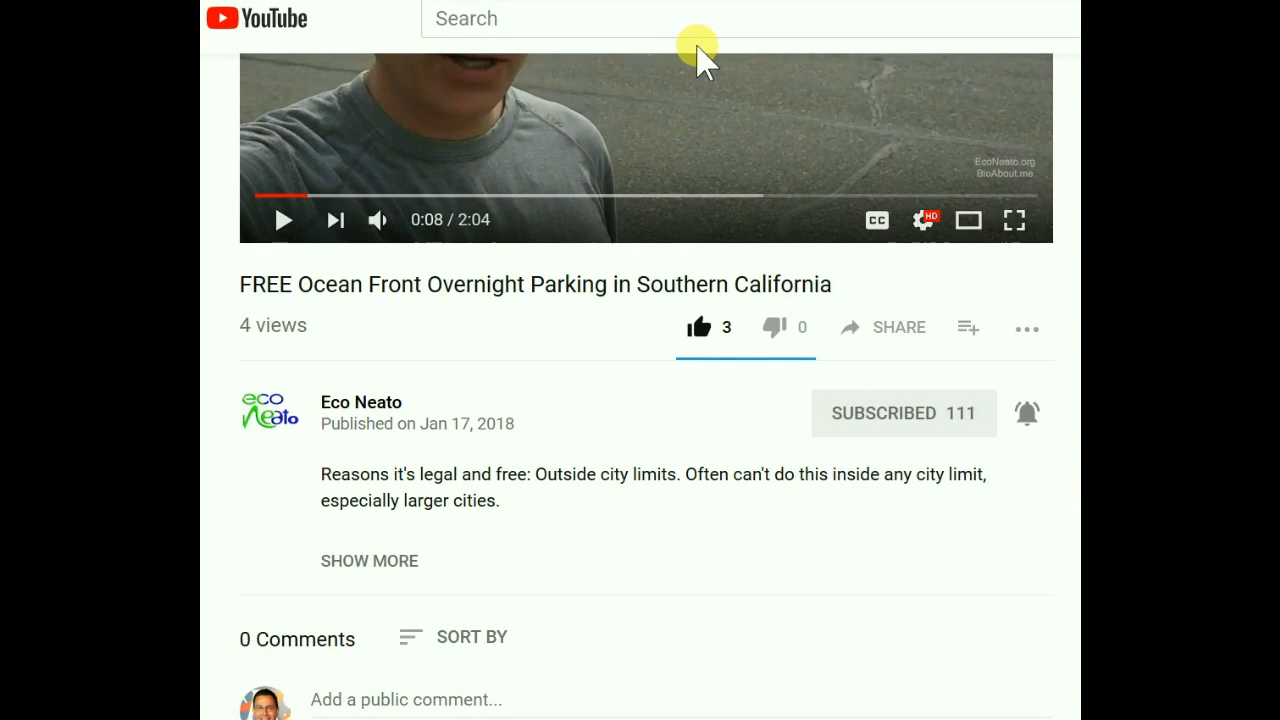 YouTube
Search
EcoNeato.org
BioAbout.me
0:08 / 2:04
CC
HD
FREE Ocean Front Overnight Parking in Southern California
4 views
3
0
SHARE
eco
Neato
Eco Neato
Published on Jan 17, 2018
SUBSCRIBED 111
Reasons it's legal and free: Outside city limits. Often can't do this inside any city limit,
especially larger cities.
SHOW MORE
0 Comments
SORT BY
Add a public comment...